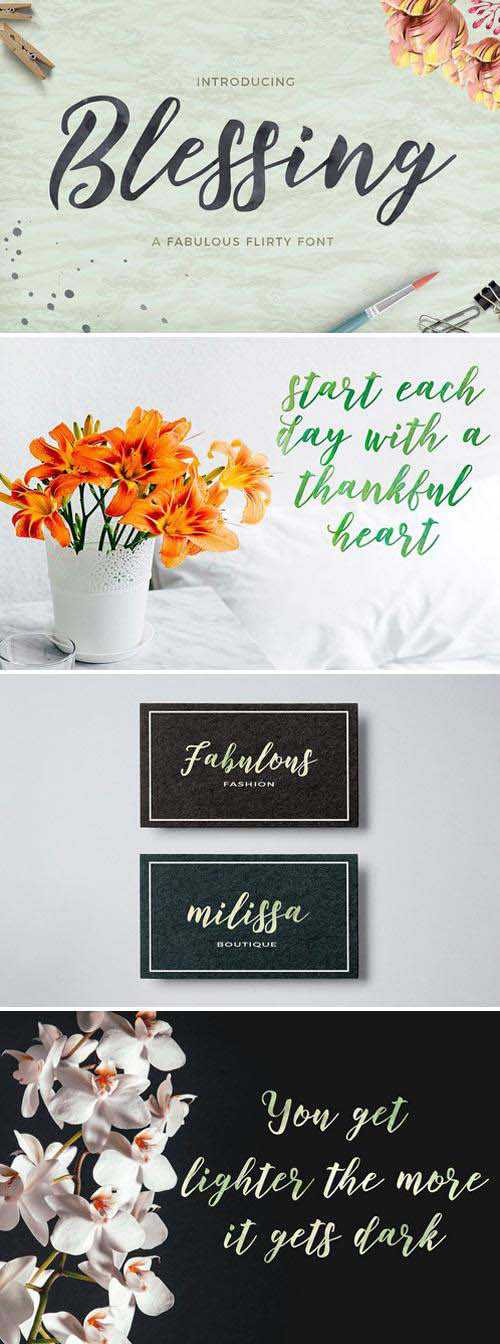 INTRODUCING
Blessing
A FABULOUS FLIRTY FONT
start each
day with a
thankful
heart
Fabulous
FASHION
milissa
BOUTIQUE
You get
lighter the more
it gets dark